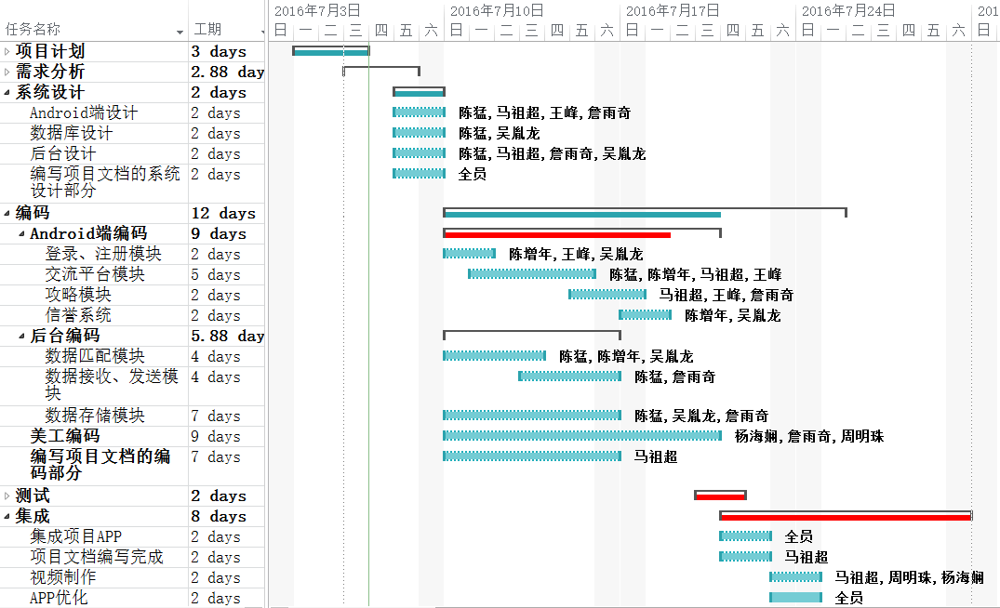 2016年7月3日 2016年7月10日 2016年7月17日 2016年7月24日 201
任务名称 工期 日 一 二 三 四 五 六 日 一 二 三 四 五 六 日 一 二 三 四 五 六 日 一 二 三 四 五 六 日
项目计划 3 days
需求分析 2.88 day
系统设计 2 days
Android端设计 2 days 陈猛,马祖超,王峰,詹雨奇
数据库设计 2 days 陈猛,吴胤龙
后台设计 2 days 陈猛,马祖超,詹雨奇,吴胤龙
编写项目文档的系统 2 days 全员
设计部分
编码 12 days
Android端编码 9 days
登录、注册模块 2 days 陈增年,王峰,吴胤龙
交流平台模块 5 days 陈猛,陈增年,马祖超,王峰
攻略模块 2 days 马祖超,王峰,詹雨奇
信誉系统 2 days 陈增年,吴胤龙
后台编码 5.88 day
数据匹配模块 4 days 陈猛,陈增年,吴胤龙
数据接收、发送模 4 days 陈猛,詹雨奇
块
数据存储模块 7 days 陈猛,吴胤龙,詹雨奇
美工编码 9 days 杨海娴,詹雨奇,周明珠
编写项目文档的编 7 days 马祖超
码部分
测试 2 days
集成 8 days
集成项目APP 2 days 全员
项目文档编写完成 2 days 马祖超
视频制作 2 days 马祖超,周明珠,杨海娴
APP优化 2 days 全员